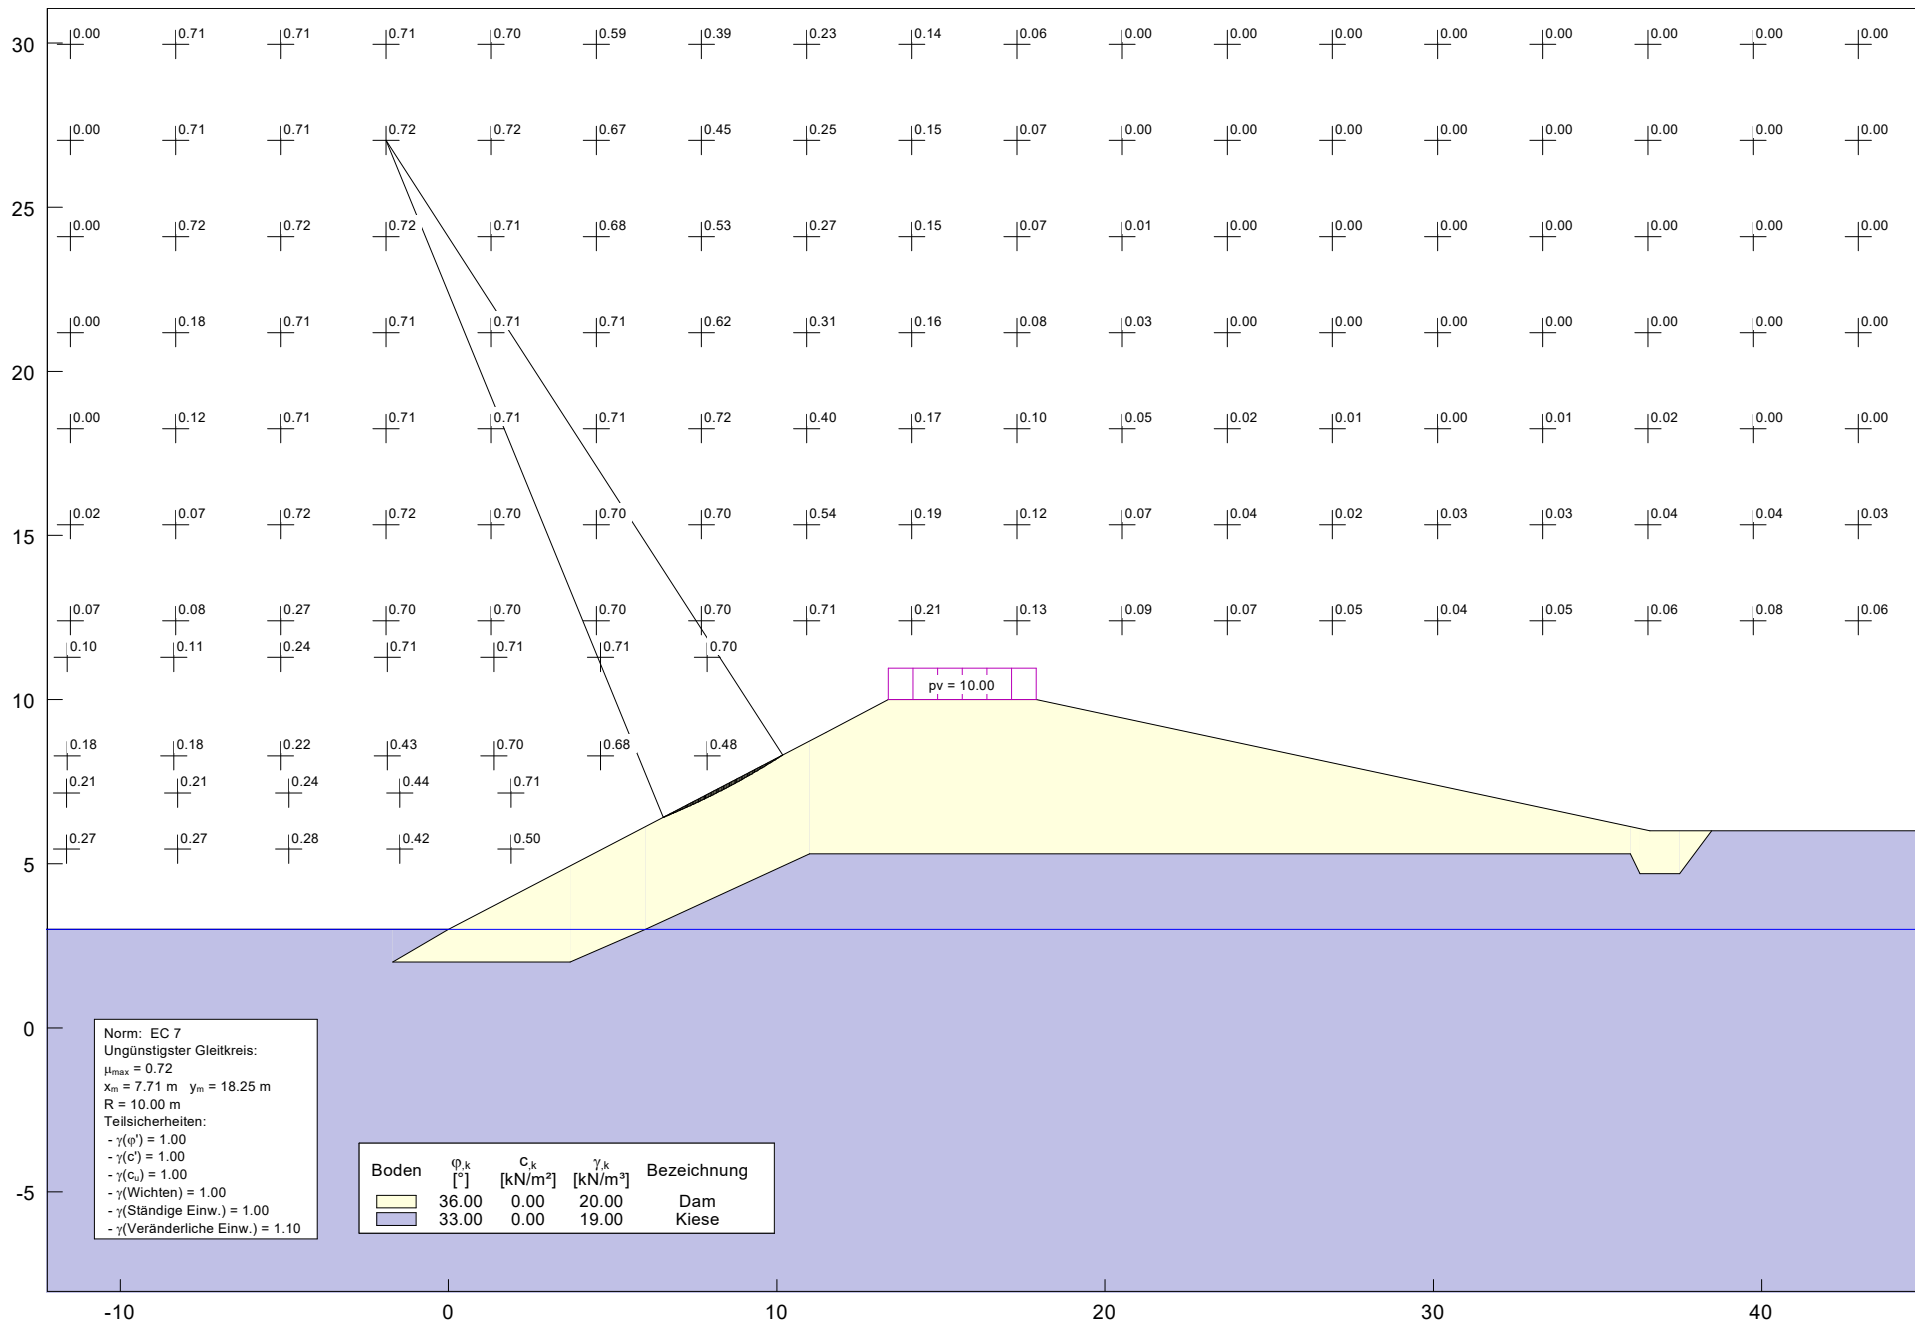 30 0.00 0.71 0.71 0.71 0.70 0.59 0.39 0.23 0.14 0.06 0.00 0.00 0.00 0.00 0.00 0.00 0.00 0.00
0.00 0.71 0.71 0.72 0.72 0.67 0.45 0.25 0.15 0.07 0.00 0.00 0.00 0.00 0.00 0.00 0.00 0.00
25
0.00 0.72 0.72 0.72 0.71 0.68 0.53 0.27 0.15 0.07 0.01 0.00 0.00 0.00 0.00 0.00 0.00 0.00
0.00 0.18 0.71 0.71 0.71 0.71 0.62 0.31 0.16 0.08 0.03 0.00 0.00 0.00 0.00 0.00 0.00 0.00
20
0.00 0.12 0.71 0.71 0.71 0.71 0.72 0.40 0.17 0.10 0.05 0.02 0.01 0.00 0.01 0.02 0.00 0.00
0.02 0.07 0.72 0.72 0.70 0.70 0.70 0.54 0.19 0.12 0.07 0.04 0.02 0.03 0.03 0.04 0.04 0.03
15
0.07 0.08 0.27 0.70 0.70 0.70 0.70 0.71 0.21 0.13 0.09 0.07 0.05 0.04 0.05 0.06 0.08 0.06
0.10 0.11 0.24 0.71 0.71 0.71 0.70
pv = 10.00
10
0.18 0.18 0.22 0.43 0.70 0.68 0.48
0.21 0.21 0.24 0.44 0.71
0.27 0.27 0.28 0.42 0.50
5
0
Norm: EC 7
Ungünstigster Gleitkreis:
μmax = 0.72
xm = 7.71 m ym = 18.25 m
R = 10.00 m
Teilsicherheiten:
- γ(φ') = 1.00
- γ(c') = 1.00
- γ(cu) = 1.00
- γ(Wichten) = 1.00
- γ(Ständige Einw.) = 1.00
- γ(Veränderliche Einw.) = 1.10
-5
Boden φ,k [°] c,k [kN/m²] γ,k [kN/m³] Bezeichnung
36.00 0.00 20.00 Dam
33.00 0.00 19.00 Kiese
-10 0 10 20 30 40